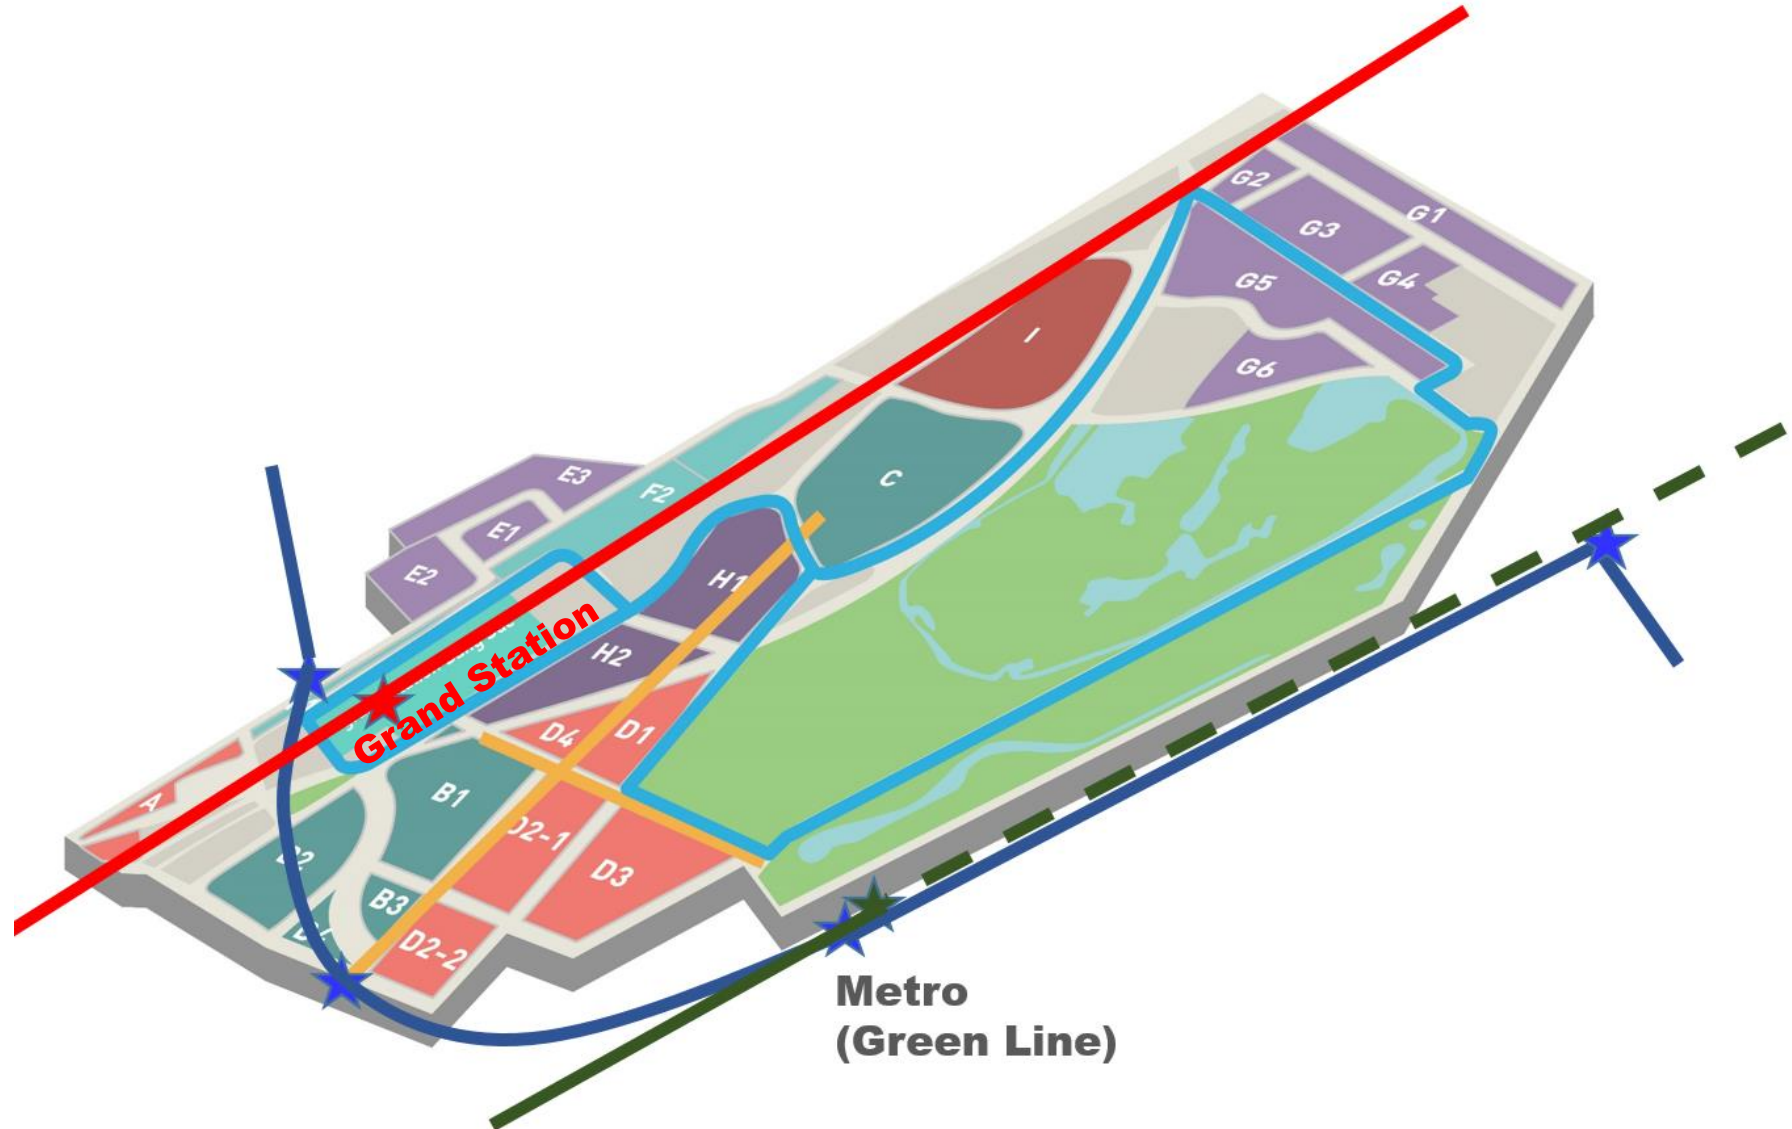 G2
G1
G3
G5
G4
I
G6
C
E3
F2
E1
E2
H1
Grand Station
H2
D4
D1
A
B1
D2-1
D3
B3
D2-2
Metro
(Green Line)